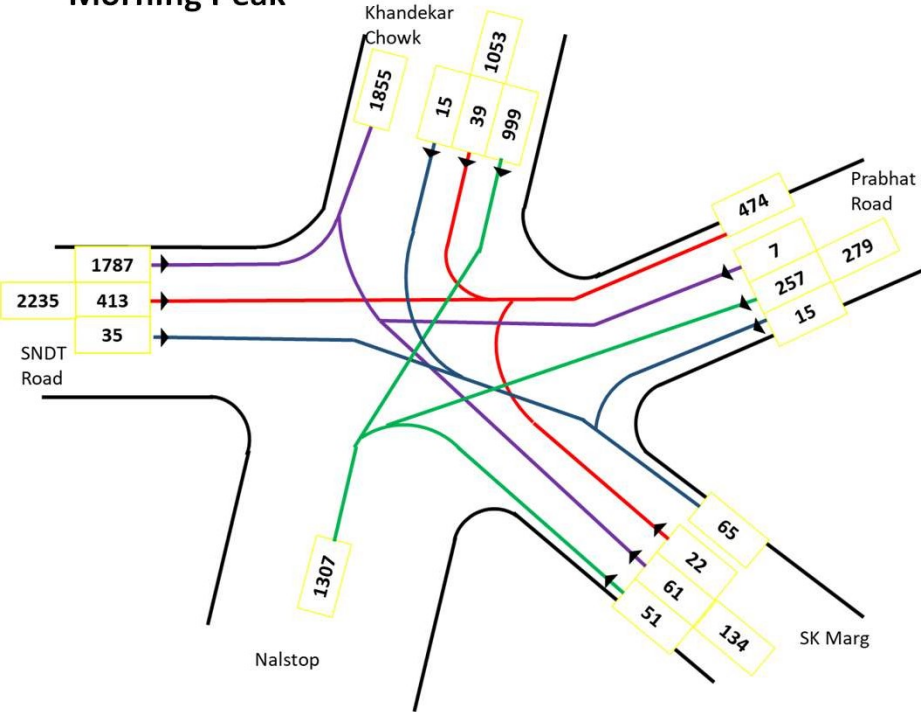 Morning Peak
Khandekar
Chowk
1053
1855
15
39
999
Prabhat
Road
474
7
279
257
15
1787
2235
413
35
SNDT
Road
65
22
61
51
134
SK Marg
1307
Nalstop